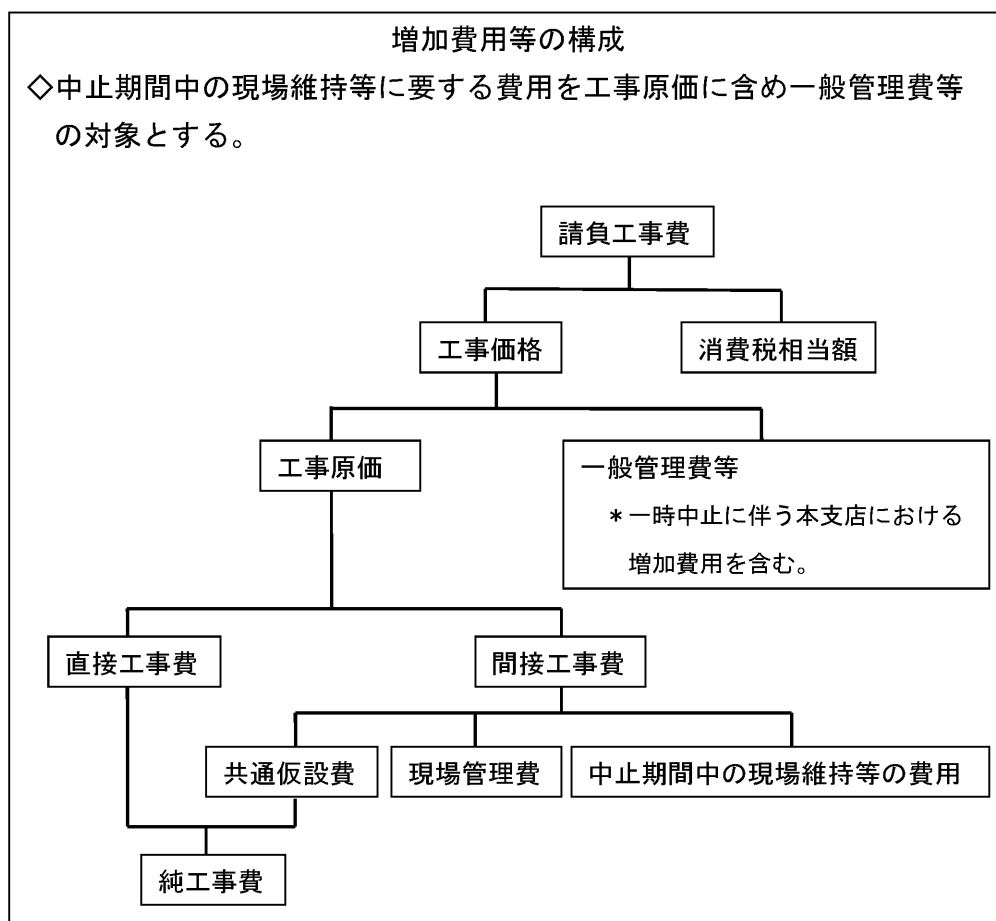 増加費用等の構成
◇中止期間中の現場維持等に要する費用を工事原価に含め一般管理費等
の対象とする。
請負工事費
工事価格
消費税相当額
工事原価
一般管理費等
＊一時中止に伴う本支店における
増加費用を含む。
直接工事費
間接工事費
共通仮設費
現場管理費
中止期間中の現場維持等の費用
純工事費